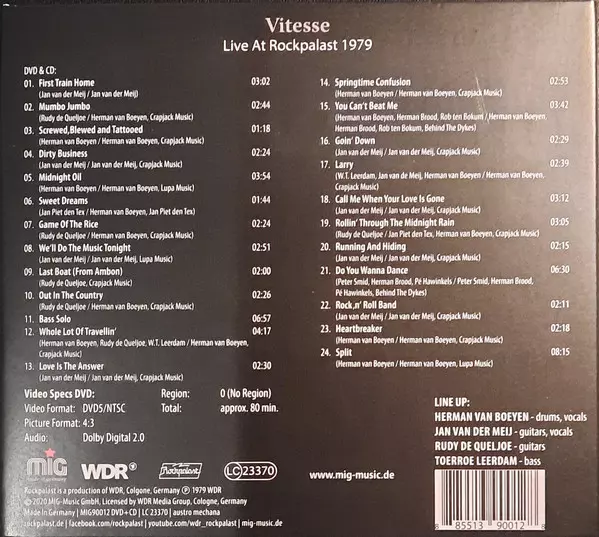 Vitesse
Live At Rockpalast 1979
DVD & CD:
01. First Train Home 03:02
(Jan van der Meij / Jan van der Meij)
02. Mumbo Jumbo 02:44
(Rudy de Queljoe / Herman van Boeyen, Crapjack Music)
03. Screwed,Blewed and Tattooed 01:18
(Herman van Boeyen / Herman van Boeyen, Crapjack Music)
04. Dirty Business 02:24
(Jan van der Meij / Jan van der Meij, Crapjack Music)
05. Midnight Oil 03:54
(Herman van Boeyen / Herman van Boeyen, Lupa Music)
06. Sweet Dreams 01:44
(Jan Piet den Tex / Herman van Boeyen, Jan Piet den Tex)
07. Game Of The Rice 02:24
(Rudy de Queljoe / Herman van Boeyen, Crapjack Music)
08. We'll Do The Music Tonight 02:51
(Jan van der Meij / Jan van der Meij, Lupa Music)
09. Last Boat (From Ambon) 02:00
(Rudy de Queljoe, Crapjack Music)
10. Out In The Country 02:26
(Rudy de Queljoe / Herman van Boeyen, Crapjack Music)
11. Bass Solo 06:57
12. Whole Lot Of Travellin' 04:17
(Herman van Boeyen, Rudy de Queljoe, W.T. Leerdam / Herman van Boeyen,
Crapjack Music)
13. Love Is The Answer 02:30
(Jan van der Meij / Jan van der Meij, Crapjack Music)
14. Springtime Confusion 02:53
(Herman van Boeyen / Herman van Boeyen, Crapjack Music)
15. You Can't Beat Me 03:42
(Herman van Boeyen, Herman Brood, Rob ten Bokum / Herman van Boeyen,
Herman Brood, Rob ten Bokum, Behind The Dykes)
16. Goin' Down 02:29
(Jan van der Meij / Jan van der Meij, Crapjack Music)
17. Larry 02:39
(W.T. Leerdam, Jan van der Meij, Herman van Boeyen / Herman van Boeyen,
Crapjack Music)
18. Call Me When Your Love Is Gone 03:12
(Jan van der Meij / Jan van der Meij, Crapjack Music)
19. Rollin' Through The Midnight Rain 03:05
(Rudy de Queljoe / Jan Piet den Tex, Herman van Boeyen, Crapjack Music)
20. Running And Hiding 02:15
(Jan van der Meij / Jan van der Meij, Crapjack Music)
21. Do You Wanna Dance 06:30
(Peter Smid, Herman Brood, Pé Hawinkels / Peter Smid, Herman Brood,
Pé Hawinkels, Behind The Dykes)
22. Rock,n' Roll Band 02:11
(Jan van der Meij / Jan van der Meij, Crapjack Music)
23. Heartbreaker 02:18
(Herman van Boeyen / Herman van Boeyen, Crapjack Music)
24. Split 08:15
(Herman van Boeyen / Herman van Boeyen, Lupa Music)
Video Specs DVD: Region: 0 (No Region)
Video Format: DVD5/NTSC Total: approx. 80 min.
Picture Format: 4:3
Audio: Dolby Digital 2.0
LINE UP:
HERMAN VAN BOEYEN - drums, vocals
JAN VAN DER MEIJ - guitars, vocals
RUDY DE QUELJOE - guitars
TOERROE LEERDAM - bass
MiG WDR Rockpalast LC 23370 www.mig-music.de
Rockpalast is a production of WDR, Cologne, Germany Ⓟ 1979 WDR
©2020 MIG-Music GmbH, Licensed by WDR Media Group, Cologne, Germany
Made in Germany | MIG90012 DVD+CD | LC 23370 | austro mechana
rockpalast.de | facebook.com/rockpalast | youtube.com/wdr_rockpalast | mig-music.de
8 85513 90012